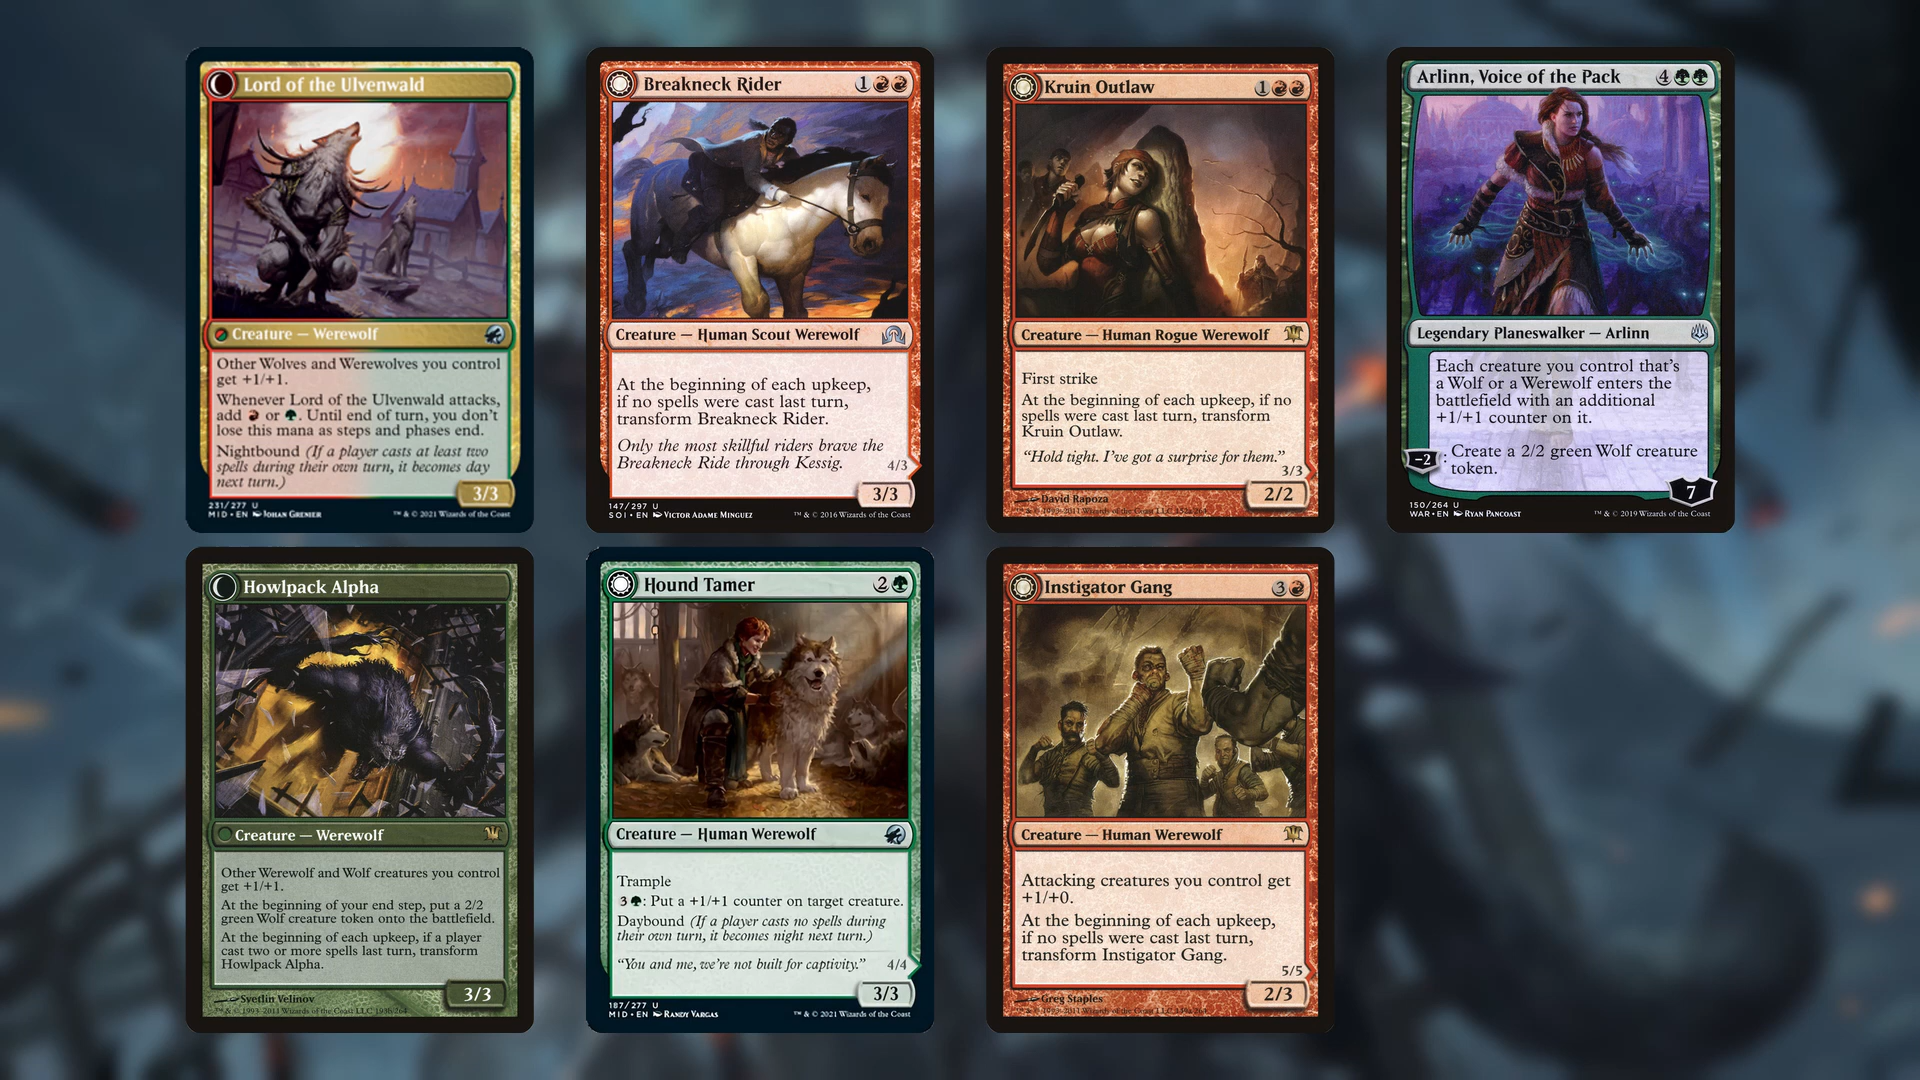 Lord of the Ulvenwald
Creature — Werewolf
Other Wolves and Werewolves you control
get +1/+1.
Whenever Lord of the Ulvenwald attacks,
add or . Until end of turn, you don't
lose this mana as steps and phases end.
Nightbound (If a player casts at least two
spells during their own turn, it becomes day
next turn.)
3/3
231/277 U
MID • EN Johan Grenier
™ & © 2021 Wizards of the Coast
Breakneck Rider
1
Creature — Human Scout Werewolf
At the beginning of each upkeep,
if no spells were cast last turn,
transform Breakneck Rider.
Only the most skillful riders brave the
Breakneck Ride through Kessig.
4/3
3/3
147/297 U
SOI • EN Victor Adame Minguez
™ & © 2016 Wizards of the Coast
Kruin Outlaw
1
Creature — Human Rogue Werewolf
First strike
At the beginning of each upkeep, if no
spells were cast last turn, transform
Kruin Outlaw.
"Hold tight. I've got a surprise for them."
3/3
David Rapoza
2/2
Arlinn, Voice of the Pack
4
Legendary Planeswalker — Arlinn
Each creature you control that's
a Wolf or a Werewolf enters the
battlefield with an additional
+1/+1 counter on it.
-2 : Create a 2/2 green Wolf creature
token.
7
150/264 U
WAR • EN Ryan Pancoast
™ & © 2019 Wizards of the Coast
Howlpack Alpha
Creature — Werewolf
Other Werewolf and Wolf creatures you control
get +1/+1.
At the beginning of your end step, put a 2/2
green Wolf creature token onto the battlefield.
At the beginning of each upkeep, if a player
cast two or more spells last turn, transform
Howlpack Alpha.
Svetlin Velinov
3/3
Hound Tamer
2
Creature — Human Werewolf
Trample
3 : Put a +1/+1 counter on target creature.
Daybound (If a player casts no spells during
their own turn, it becomes night next turn.)
"You and me, we're not built for captivity."
4/4
3/3
187/277 U
MID • EN Randy Vargas
™ & © 2021 Wizards of the Coast
Instigator Gang
3
Creature — Human Werewolf
Attacking creatures you control get
+1/+0.
At the beginning of each upkeep,
if no spells were cast last turn,
transform Instigator Gang.
5/5
Greg Staples
2/3